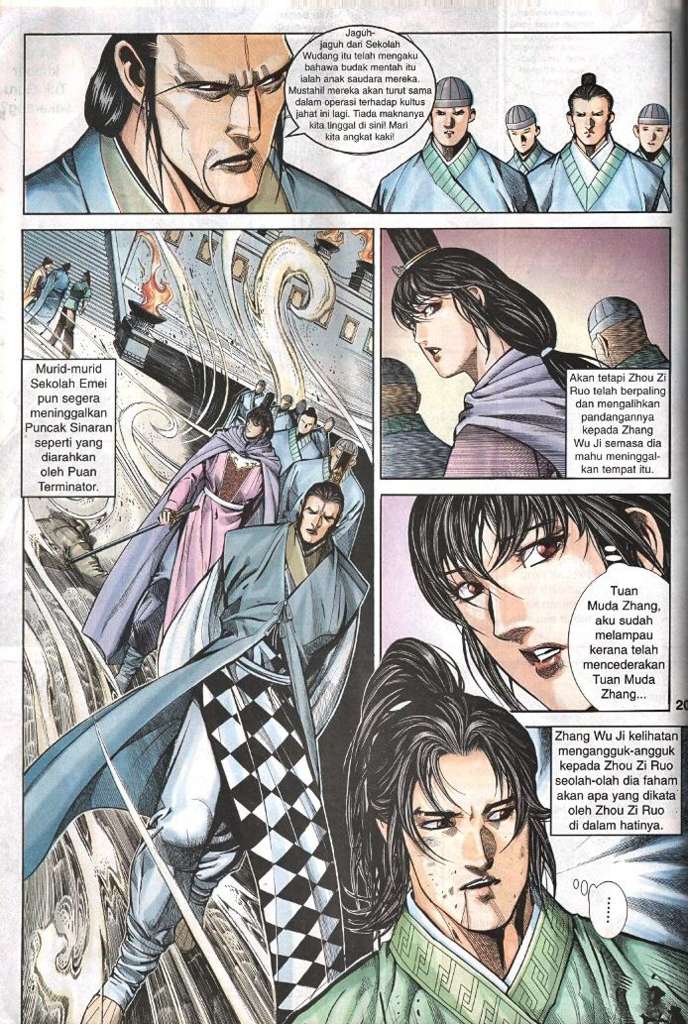 Jaguh-
jaguh dari Sekolah
Wudang itu telah mengaku
bahawa budak mentah itu
ialah anak saudara mereka.
Mustahil mereka akan turut sama
dalam operasi terhadap kultus
jahat ini lagi. Tiada maknanya
kita tinggal di sini! Mari
kita angkat kaki!
Murid-murid
Sekolah Emei
pun segera
meninggalkan
Puncak Sinaran
seperti yang
diarahkan
oleh Puan
Terminator.
Akan tetapi Zhou Zi
Ruo telah berpaling
dan mengalihkan
pandangannya
kepada Zhang
Wu Ji semasa dia
mahu meninggal-
kan tempat itu.
Tuan
Muda Zhang,
aku sudah
melampau
kerana telah
mencederakan
Tuan Muda
Zhang...
20
Zhang Wu Ji kelihatan
mengangguk-angguk
kepada Zhou Zi Ruo
seolah-olah dia faham
akan apa yang dikata
oleh Zhou Zi Ruo
di dalam hatinya.
......